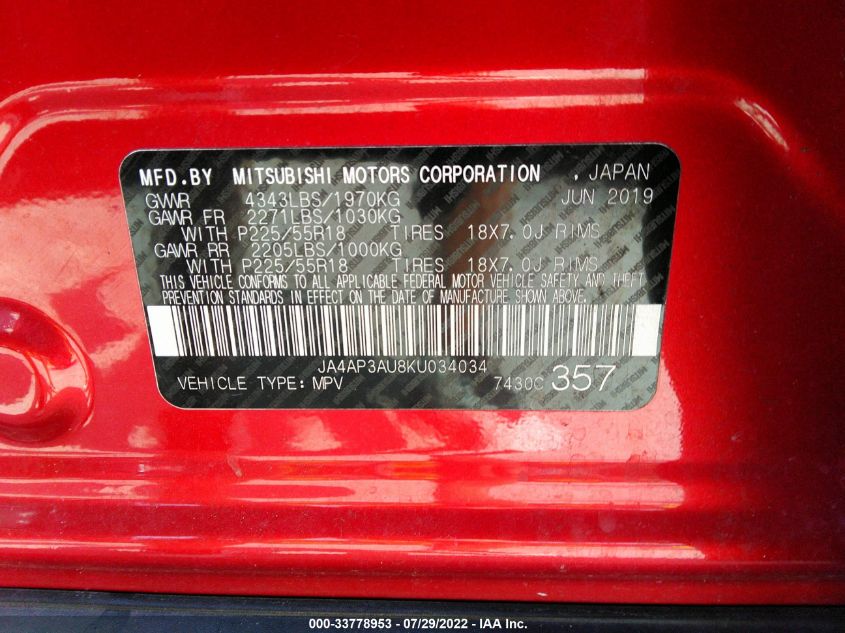 MFD.BY MITSUBISHI MOTORS CORPORATION , JAPAN
GVWR 4343LBS/1970KG JUN 2019
GAWR FR 2271LBS/1030KG
WITH P225/55R18 TIRES 18X7.0J RIMS
GAWR RR 2205LBS/1000KG
WITH P225/55R18 TIRES 18X7.0J RIMS
THIS VEHICLE CONFORMS TO ALL APPLICABLE FEDERAL MOTOR VEHICLE SAFETY AND THEFT
PREVENTION STANDARDS IN EFFECT ON THE DATE OF MANUFACTURE SHOWN ABOVE.
JA4AP3AU8KU034034
VEHICLE TYPE: MPV 7430C 357
000-33778953 - 07/29/2022 - IAA Inc.